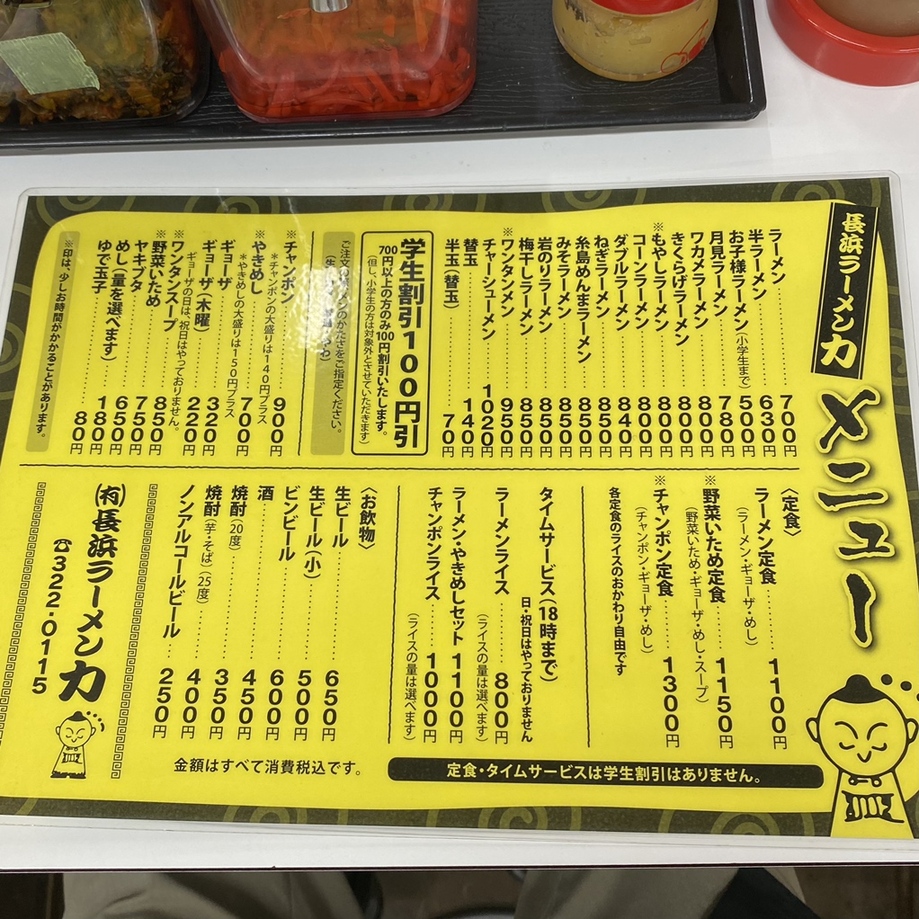 長浜ラーメン力
メニュー
ラーメン 700円
半ラーメン 630円
お子様ラーメン(小学生まで) 500円
月見ラーメン 780円
ワカメラーメン 800円
きくらげラーメン 800円
※もやしラーメン 800円
コーンラーメン 800円
ダブルラーメン 840円
ねぎラーメン 850円
糸島めんまラーメン 850円
みそラーメン 850円
岩のりラーメン 850円
梅干しラーメン 850円
※ワンタンメン 950円
チャーシューメン 1020円
替玉 140円
半玉(替玉) 70円
学生割引100円引
700円以上の方のみ100円割引いたします。
(但し、小学生の方は対象外とさせていただきます)
かたさをご指定ください。
※チャンポン 900円
*チャンポンの大盛りは140円プラス
※やきめし 700円
*やきめしの大盛りは150円プラス
ギョーザ 320円
ギョーザ(木曜) 220円
ギョーザの日は、祝日はやっておりません。
※ワンタンスープ 850円
※野菜いため 850円
ヤキブタ 750円
めし(量を選べます) 650円
ゆで玉子 180円
80円
※印は、少しお時間がかかることがあります。
〈定食〉
ラーメン定食 1100円
(ラーメン・ギョーザ・めし)
※野菜いため定食 1150円
(野菜いため・ギョーザ・めし・スープ)
※チャンポン定食 1300円
(チャンポン・ギョーザ・めし)
各定食のライスのおかわり自由です
タイムサービス(18時まで)
日・祝日はやっておりません
ラーメンライス 800円
(ライスの量は選べます)
ラーメン・やきめしセット 1100円
チャンポンライス 1000円
(ライスの量は選べます)
〈お飲物〉
生ビール 650円
生ビール(小) 500円
ビンビール 600円
酒 450円
焼酎(20度) 350円
焼酎(芋・そば)(25度) 400円
ノンアルコールビール 250円
(有)長浜ラーメン力
☎322・0115
金額はすべて消費税込です。
定食・タイムサービスは学生割引はありません。